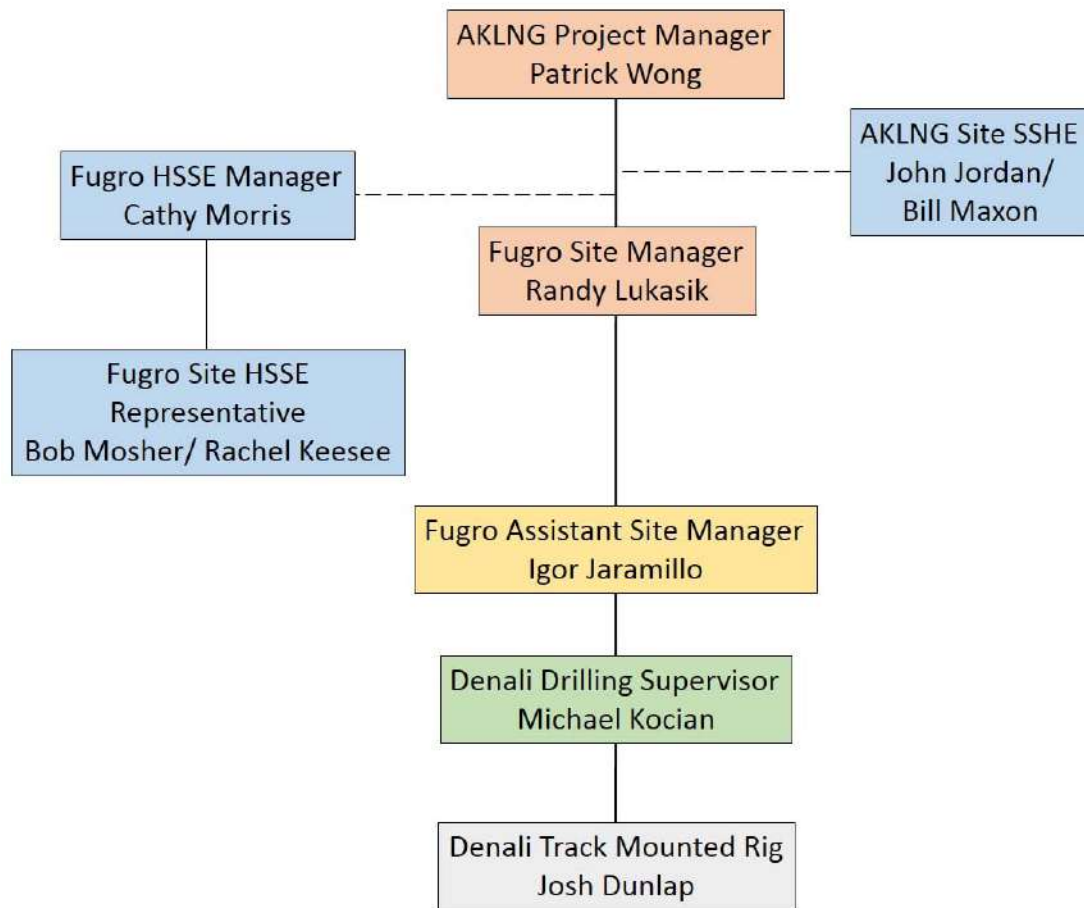 AKLNG Project Manager
Patrick Wong
AKLNG Site SSHE
John Jordan/
Bill Maxon
Fugro HSSE Manager
Cathy Morris
Fugro Site Manager
Randy Lukasik
Fugro Site HSSE
Representative
Bob Mosher/ Rachel Keesee
Fugro Assistant Site Manager
Igor Jaramillo
Denali Drilling Supervisor
Michael Kocian
Denali Track Mounted Rig
Josh Dunlap